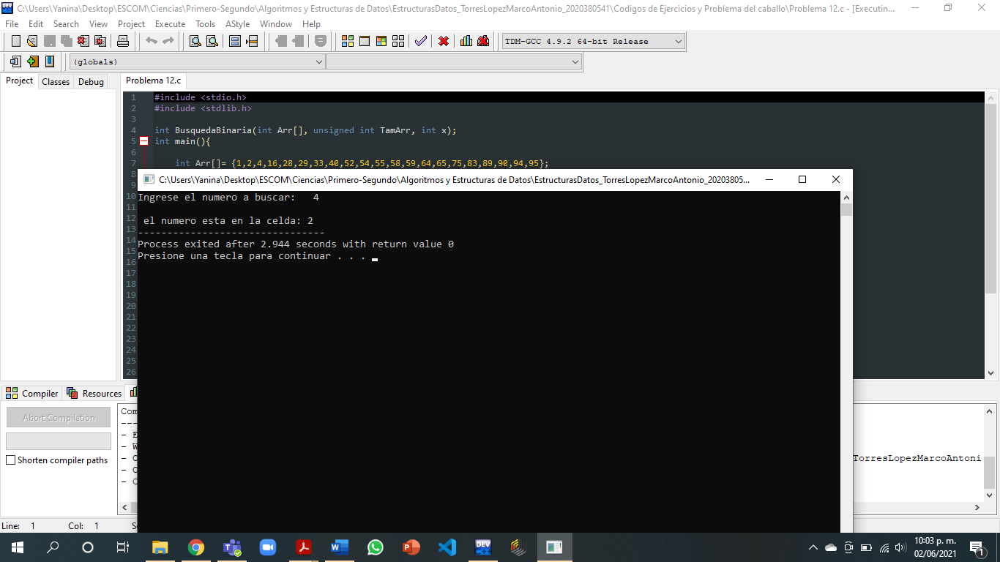 C:\Users\Yanina\Desktop\ESCOM\Ciencias\Primero-Segundo\Algoritmos y Estructuras de Datos\EstructurasDatos_TorresLopezMarcoAntonio_2020380541\Codigos de Ejercicios y Problema del caballo\Problema 12.c - [Executin...
File Edit Search View Project Execute Tools AStyle Window Help
TDM-GCC 4.9.2 64-bit Release
(globals)
Project Classes Debug Problema 12.c
1 #include <stdio.h>
2 #include <stdlib.h>
3
4 int BusquedaBinaria(int Arr[], unsigned int TamArr, int x);
5 int main(){
6
7 int Arr[]= {1,2,4,16,28,29,33,40,52,54,55,58,59,64,65,75,83,89,90,94,95};
8
9
10
11
12
13
14
15
16
17
18
19
20
21
22
23
24
25
26
C:\Users\Yanina\Desktop\ESCOM\Ciencias\Primero-Segundo\Algoritmos y Estructuras de Datos\EstructurasDatos_TorresLopezMarcoAntonio_20203805...
Ingrese el numero a buscar: 4
el numero esta en la celda: 2
--------------------------------
Process exited after 2.944 seconds with return value 0
Presione una tecla para continuar . . .
Compiler Resources
Abort Compilation
Shorten compiler paths
Com
TorresLopezMarcoAntoni
Line: 1 Col: 1
DEV
10:03 p. m.
02/06/2021
1